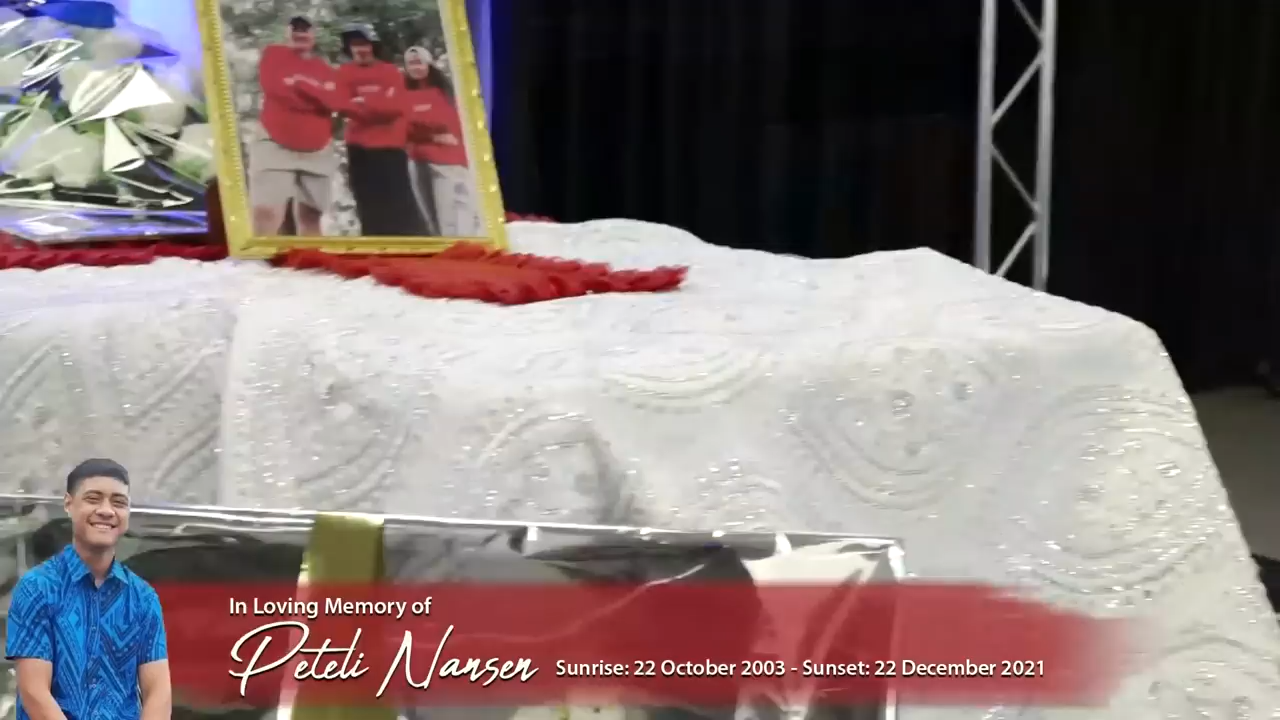 In Loving Memory of
Peteli Nansen Sunrise: 22 October 2003 - Sunset: 22 December 2021